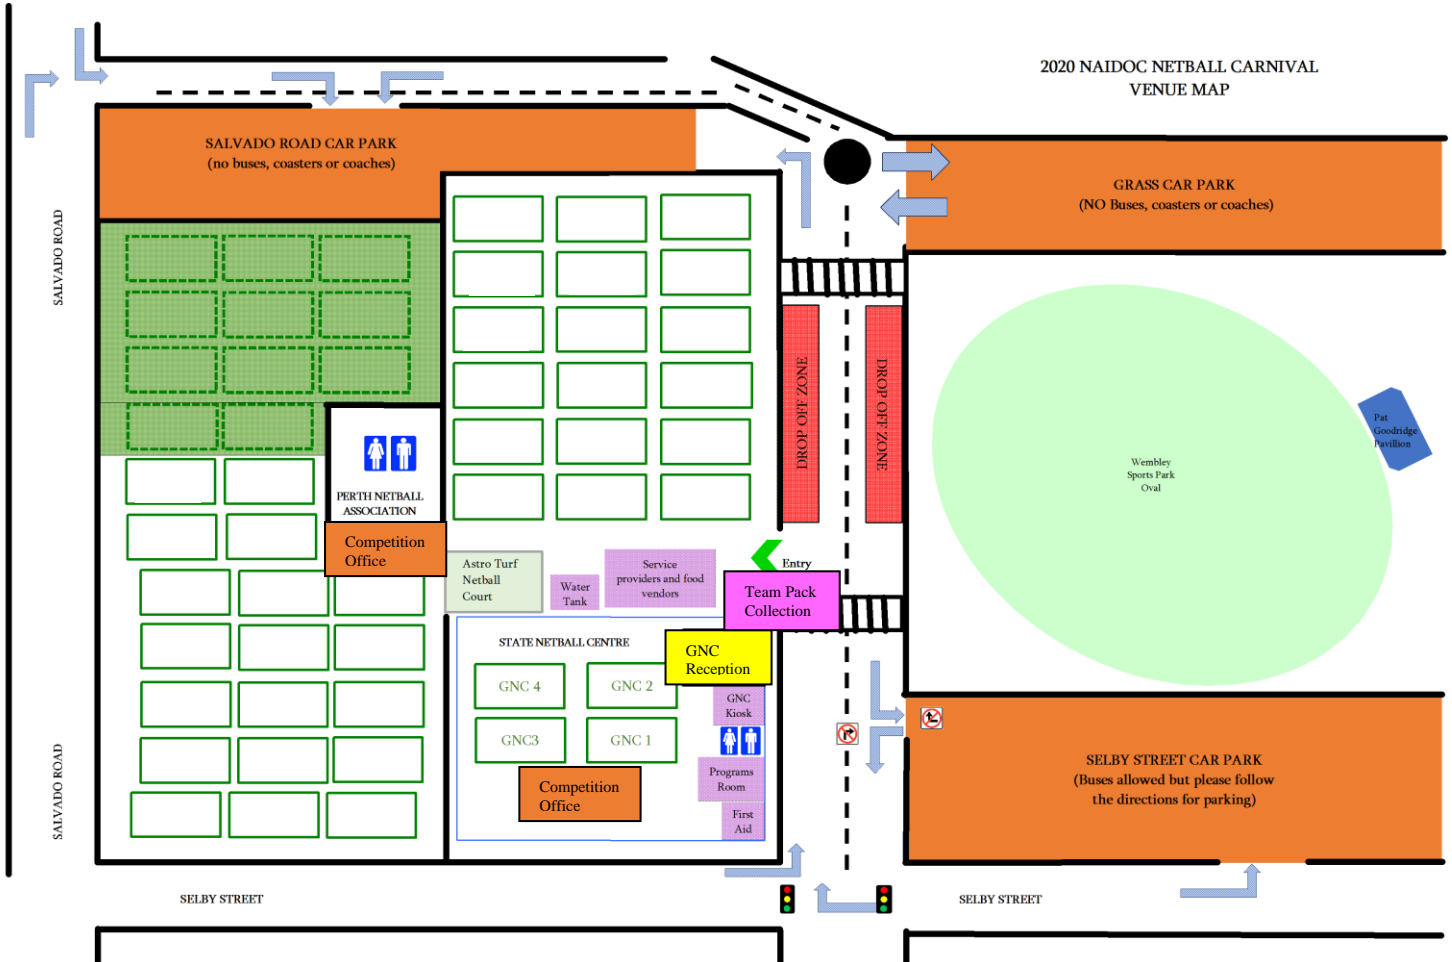 2020 NAIDOC NETBALL CARNIVAL
VENUE MAP
SALVADO ROAD CAR PARK
(no buses, coasters or coaches)
GRASS CAR PARK
(NO Buses, coasters or coaches)
SALVADO ROAD
DROP OFF ZONE
DROP OFF ZONE
Pat
Goodridge
Pavillion
Wembley
Sports Park
Oval
PERTH NETBALL
ASSOCIATION
Competition
Office
Astro Turf
Netball
Court
Water
Tank
Service
providers and food
vendors
Entry
Team Pack
Collection
STATE NETBALL CENTRE
GNC
Reception
GNC 4
GNC 2
GNC
Kiosk
GNC3
GNC 1
Programs
Room
Competition
Office
First
Aid
SALVADO ROAD
SELBY STREET CAR PARK
(Buses allowed but please follow
the directions for parking)
SELBY STREET
SELBY STREET